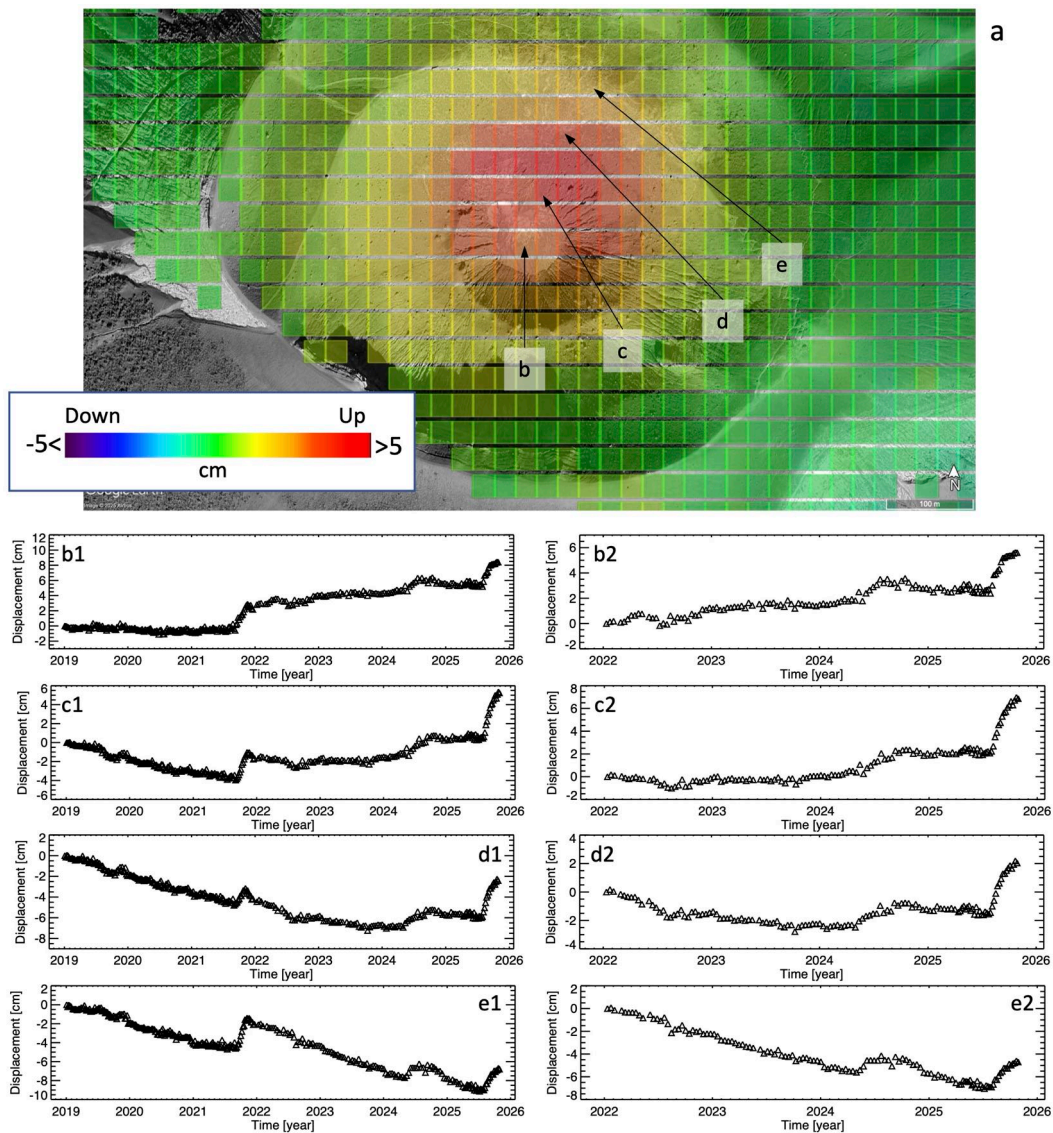 a
e
d
c
b
Down Up
-5< >5
cm
Google Earth
100 m
N
b1
Displacement [cm]
12
10
8
6
4
2
0
-2
2019 2020 2021 2022 2023 2024 2025 2026
Time [year]
b2
Displacement [cm]
6
4
2
0
-2
2022 2023 2024 2025 2026
Time [year]
c1
Displacement [cm]
6
4
2
0
-2
-4
-6
2019 2020 2021 2022 2023 2024 2025 2026
Time [year]
c2
Displacement [cm]
8
6
4
2
0
-2
2022 2023 2024 2025 2026
Time [year]
d1
Displacement [cm]
2
0
-2
-4
-6
-8
2019 2020 2021 2022 2023 2024 2025 2026
Time [year]
d2
Displacement [cm]
4
2
0
-2
-4
2022 2023 2024 2025 2026
Time [year]
e1
Displacement [cm]
2
0
-2
-4
-6
-8
-10
2019 2020 2021 2022 2023 2024 2025 2026
Time [year]
e2
Displacement [cm]
2
0
-2
-4
-6
-8
2022 2023 2024 2025 2026
Time [year]